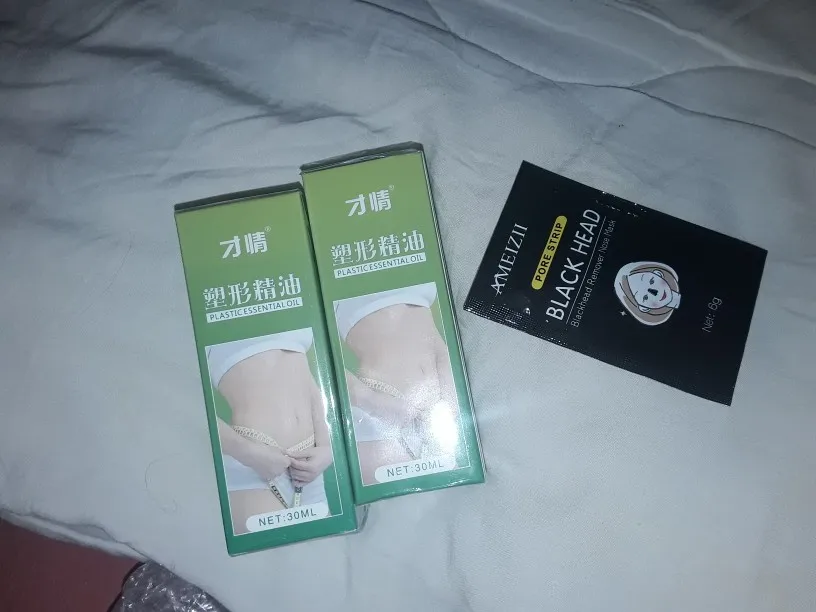 才情®
塑形精油
PLASTICESSENTIALOIL
NET:30ML
才情®
塑形精油
PLASTICESSENTIALOIL
NET:30ML
AMEIZII
PORE STRIP
BLACK HEAD
Blackhead Remover Nose Mask
Net: 6g